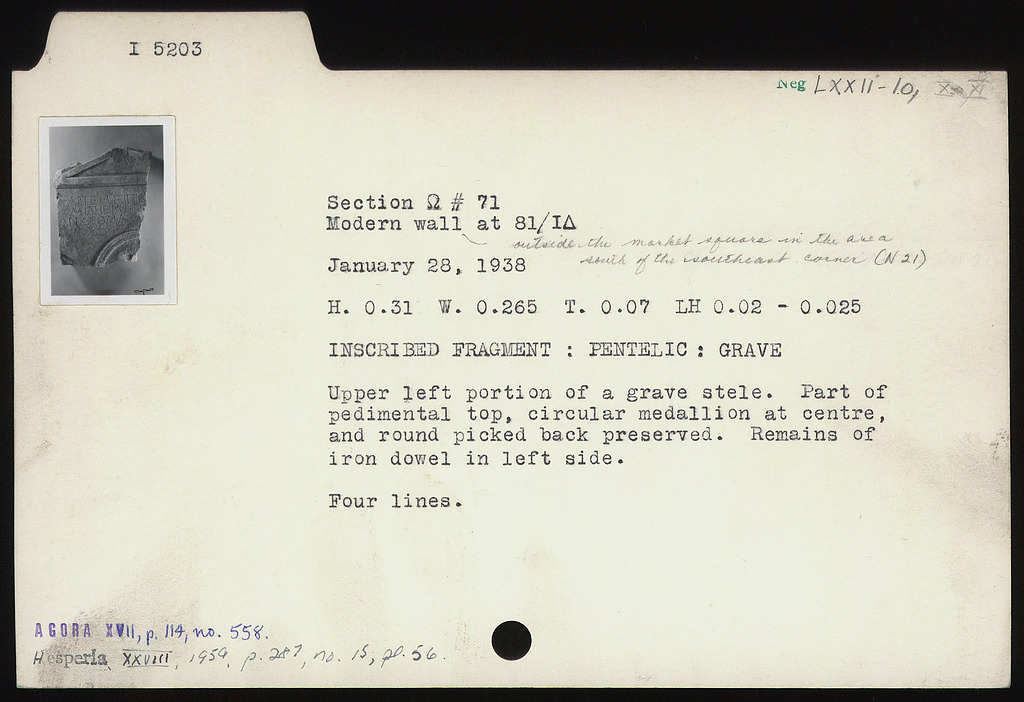 I 5203
Neg LXXII-10,
Section Ω # 71
Modern wall at 81/ΙΔ
outside the market square in the area
south of the southeast corner (N 21)
January 28, 1938
H. 0.31 W. 0.265 T. 0.07 LH 0.02 - 0.025
INSCRIBED FRAGMENT : PENTELIC : GRAVE
Upper left portion of a grave stele. Part of
pedimental top, circular medallion at centre,
and round picked back preserved. Remains of
iron dowel in left side.
Four lines.
AGORA XVII, p. 114, no. 558.
Hesperia XXVIII, 1959, p. 287, no. 15, pl. 56.